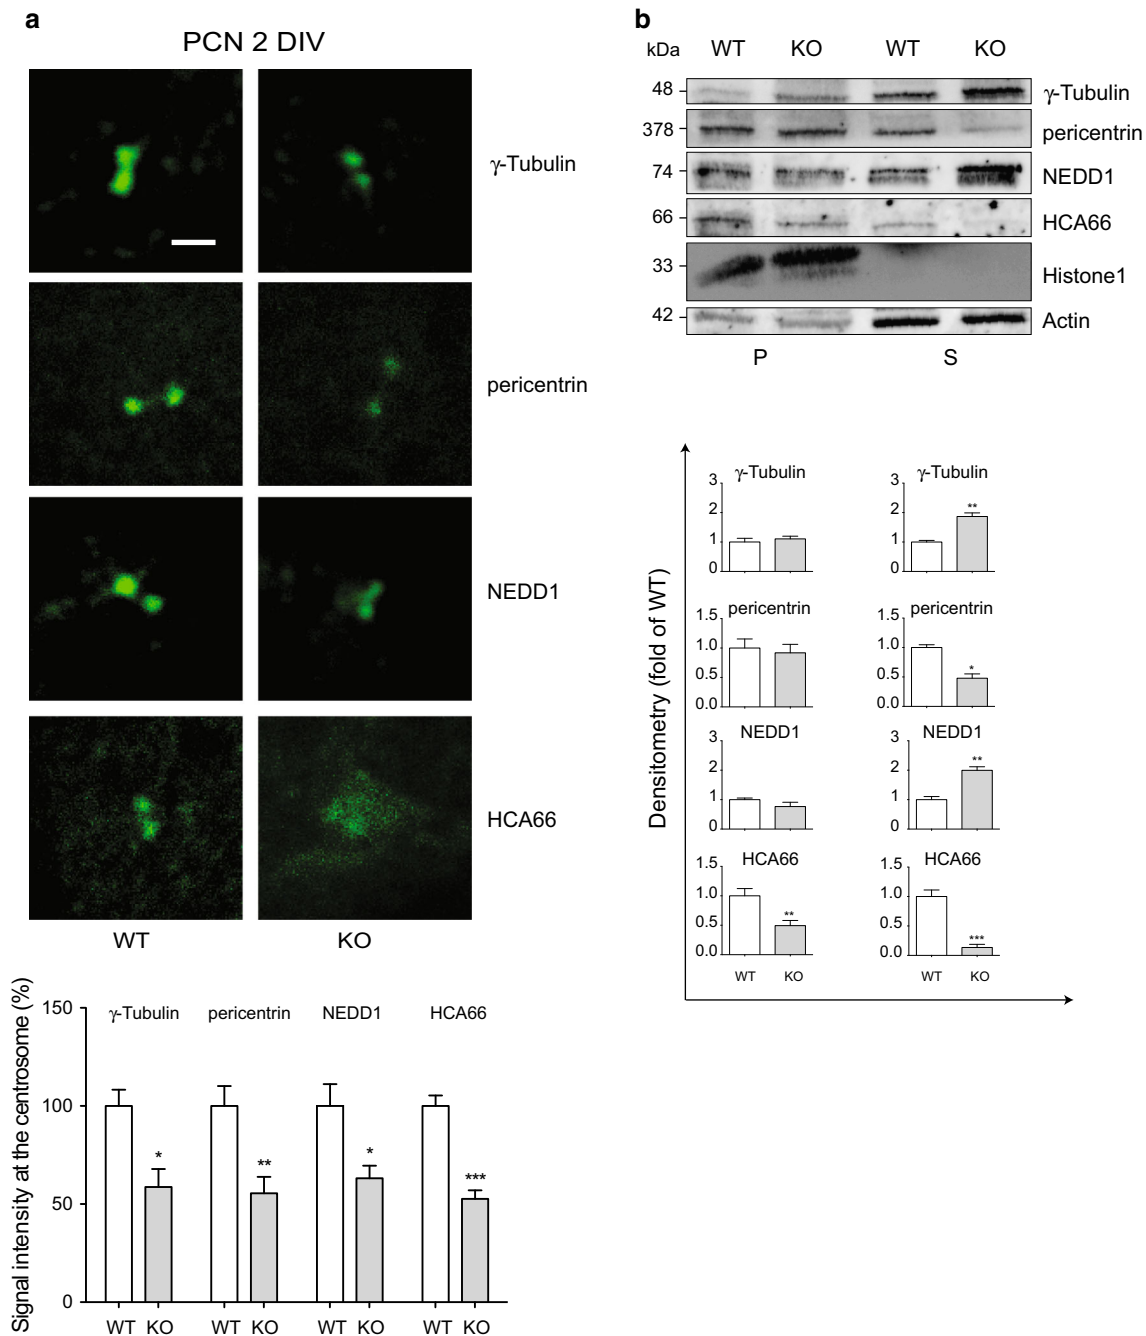 a
PCN 2 DIV
γ-Tubulin
pericentrin
NEDD1
HCA66
WT KO
Signal intensity at the centrosome (%)
150
100
50
0
γ-Tubulin pericentrin NEDD1 HCA66
* ** * ***
WT KO WT KO WT KO WT KO
b
kDa WT KO WT KO
48 γ-Tubulin
378 pericentrin
74 NEDD1
66 HCA66
33 Histone1
42 Actin
P S
Densitometry (fold of WT)
γ-Tubulin γ-Tubulin
3 3
2 2 **
1 1
0 0
pericentrin pericentrin
1.5 1.5
1.0 1.0
0.5 0.5 *
0.0 0.0
NEDD1 NEDD1
3 3
2 2 **
1 1
0 0
HCA66 HCA66
1.5 1.5
1.0 1.0
0.5 ** 0.5 ***
0.0 0.0
WT KO WT KO